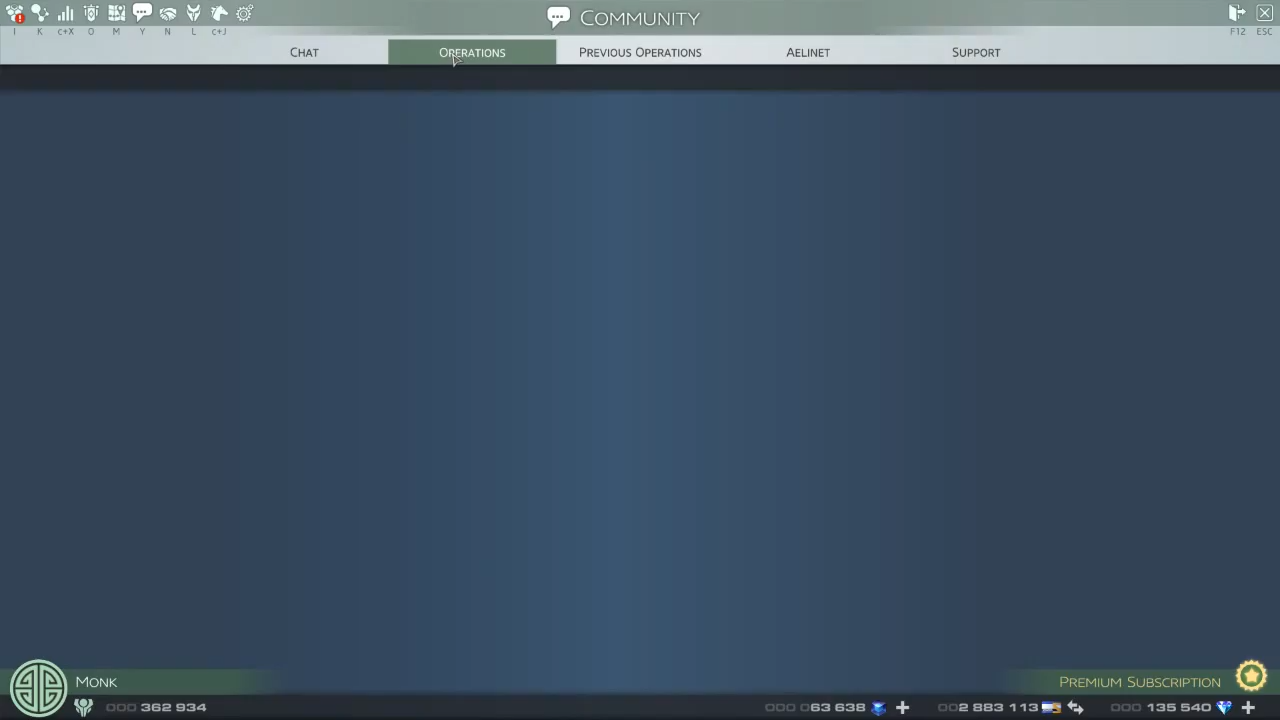 COMMUNITY
I K C+X O M Y N L C+J
F12 ESC
CHAT OPERATIONS PREVIOUS OPERATIONS AELINET SUPPORT
MONK
PREMIUM SUBSCRIPTION
000 362 934
000 063 638
002 883 113
000 135 540